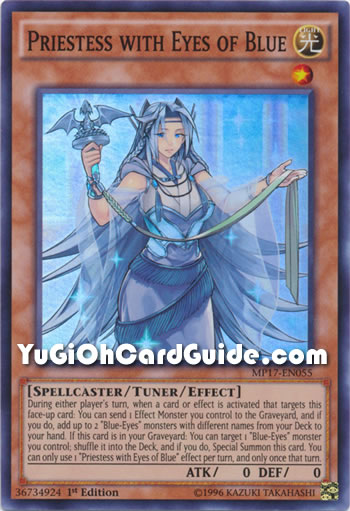 PRIESTESS WITH EYES OF BLUE
LIGHT
光
YuGiOhCardGuide.com
MP17-EN055
[SPELLCASTER/TUNER/EFFECT]
During either player's turn, when a card or effect is activated that targets this
face-up card: You can send 1 Effect Monster you control to the Graveyard, and if you
do, add up to 2 "Blue-Eyes" monsters with different names from your Deck to
your hand. If this card is in your Graveyard: You can target 1 "Blue-Eyes" monster
you control; shuffle it into the Deck, and if you do, Special Summon this card. You
can only use 1 "Priestess with Eyes of Blue" effect per turn, and only once that turn.
ATK/ 0 DEF/ 0
36734924 1st Edition ©1996 KAZUKI TAKAHASHI